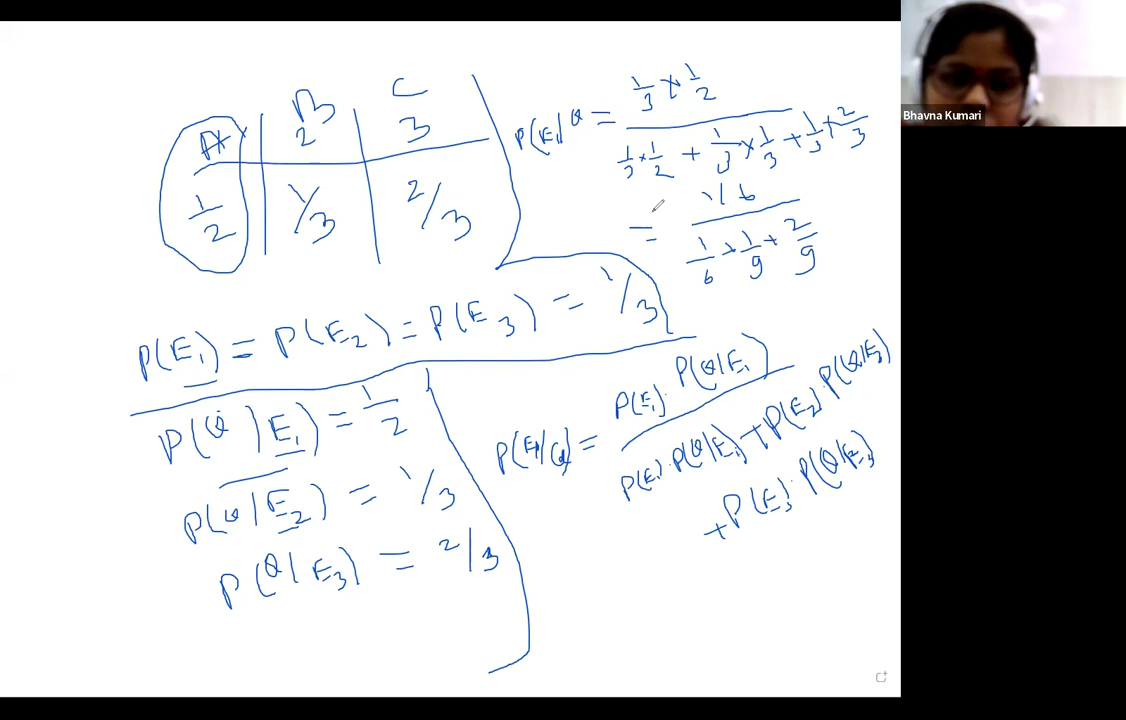 A B C
2 3
1/2 1/3 2/3
P(E₁|Q = (1/3 × 1/2) / (1/3 × 1/2 + 1/3 × 1/3 + 1/3 × 2/3)
= (1/6) / (1/6 + 1/9 + 2/9)
P(E₁) = P(E₂) = P(E₃) = 1/3
P(Q|E₁) = 1/2
P(Q|E₂) = 1/3
P(Q|E₃) = 2/3
P(E₁/Q) = P(E₁)·P(Q|E₁) / P(E₁)·P(Q|E₁) + P(E₂)·P(Q|E₂)
+ P(E₃)·P(Q|E₃)
Bhavna Kumari